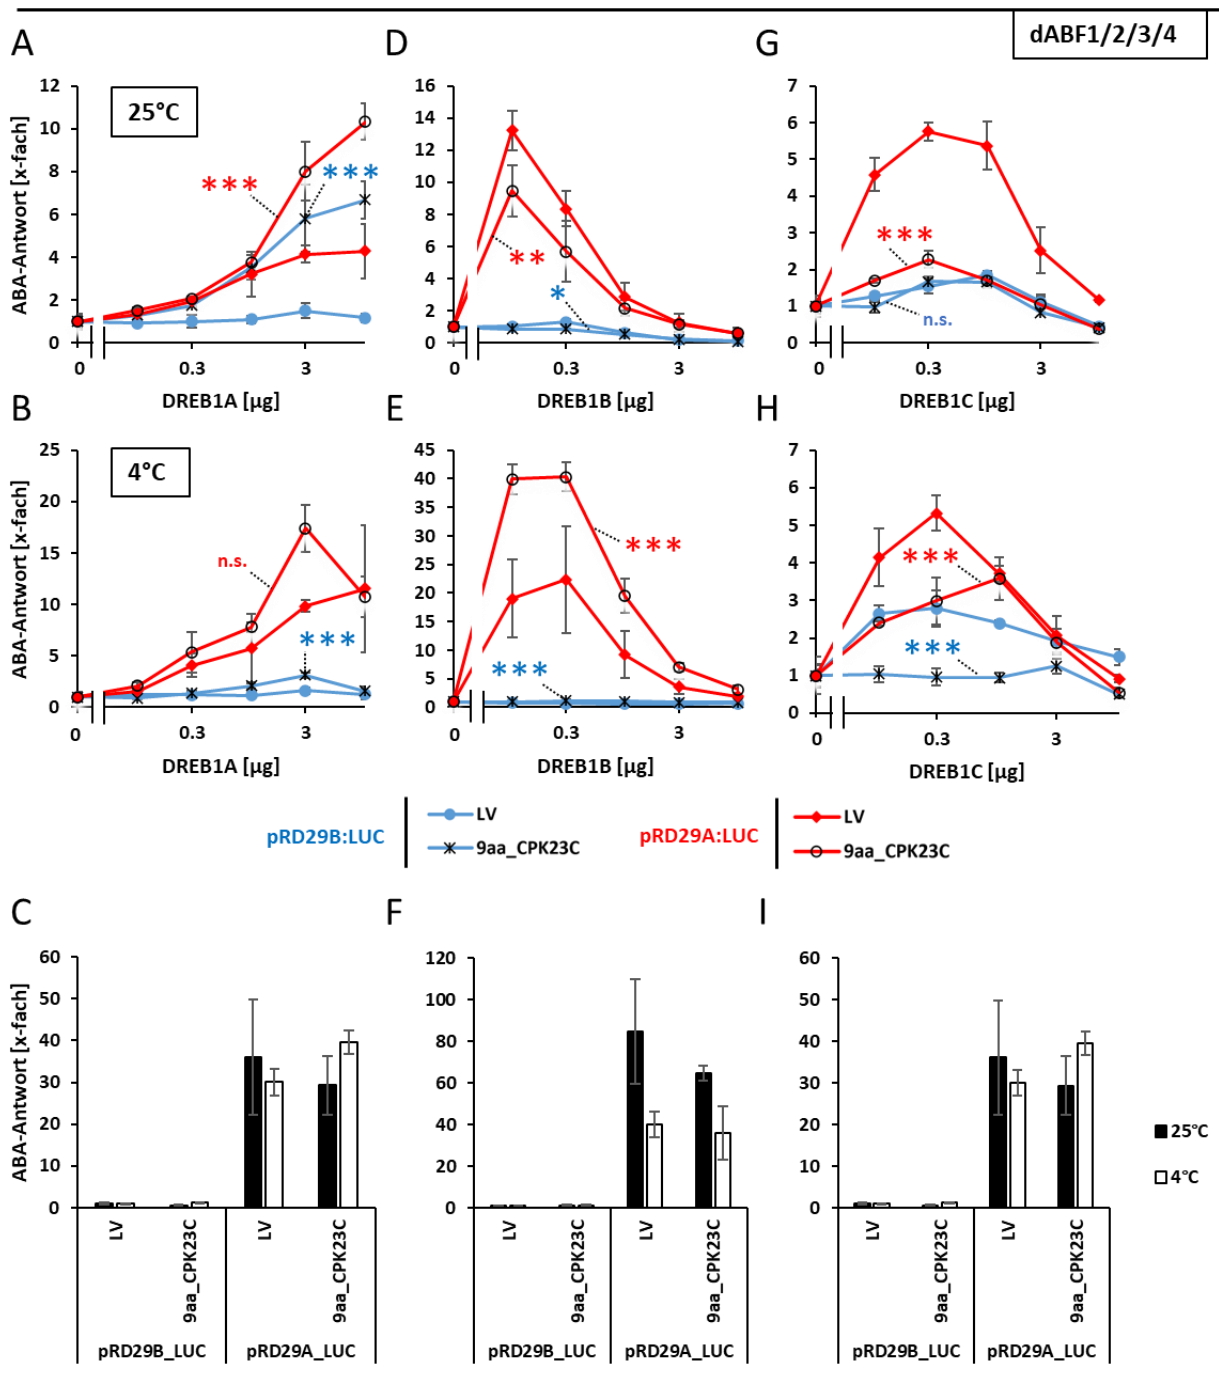 dABF1/2/3/4
A
25°C
ABA-Antwort [x-fach]
12
10
8
6
4
2
0
***
***
0
0.3
3
DREB1A [µg]
D
16
14
12
10
8
6
4
2
0
**
*
0
0.3
3
DREB1B [µg]
G
7
6
5
4
3
2
1
0
***
n.s.
0
0.3
3
DREB1C [µg]
B
4°C
ABA-Antwort [x-fach]
25
20
15
10
5
0
n.s.
***
0
0.3
3
DREB1A [µg]
E
45
40
35
30
25
20
15
10
5
0
***
***
0
0.3
3
DREB1B [µg]
H
7
6
5
4
3
2
1
0
***
***
0
0.3
3
DREB1C [µg]
pRD29B:LUC
LV
9aa_CPK23C
pRD29A:LUC
LV
9aa_CPK23C
C
ABA-Antwort [x-fach]
60
50
40
30
20
10
0
LV
9aa_CPK23C
LV
9aa_CPK23C
pRD29B_LUC
pRD29A_LUC
F
120
100
80
60
40
20
0
LV
9aa_CPK23C
LV
9aa_CPK23C
pRD29B_LUC
pRD29A_LUC
I
60
50
40
30
20
10
0
LV
9aa_CPK23C
LV
9aa_CPK23C
pRD29B_LUC
pRD29A_LUC
25°C
4°C